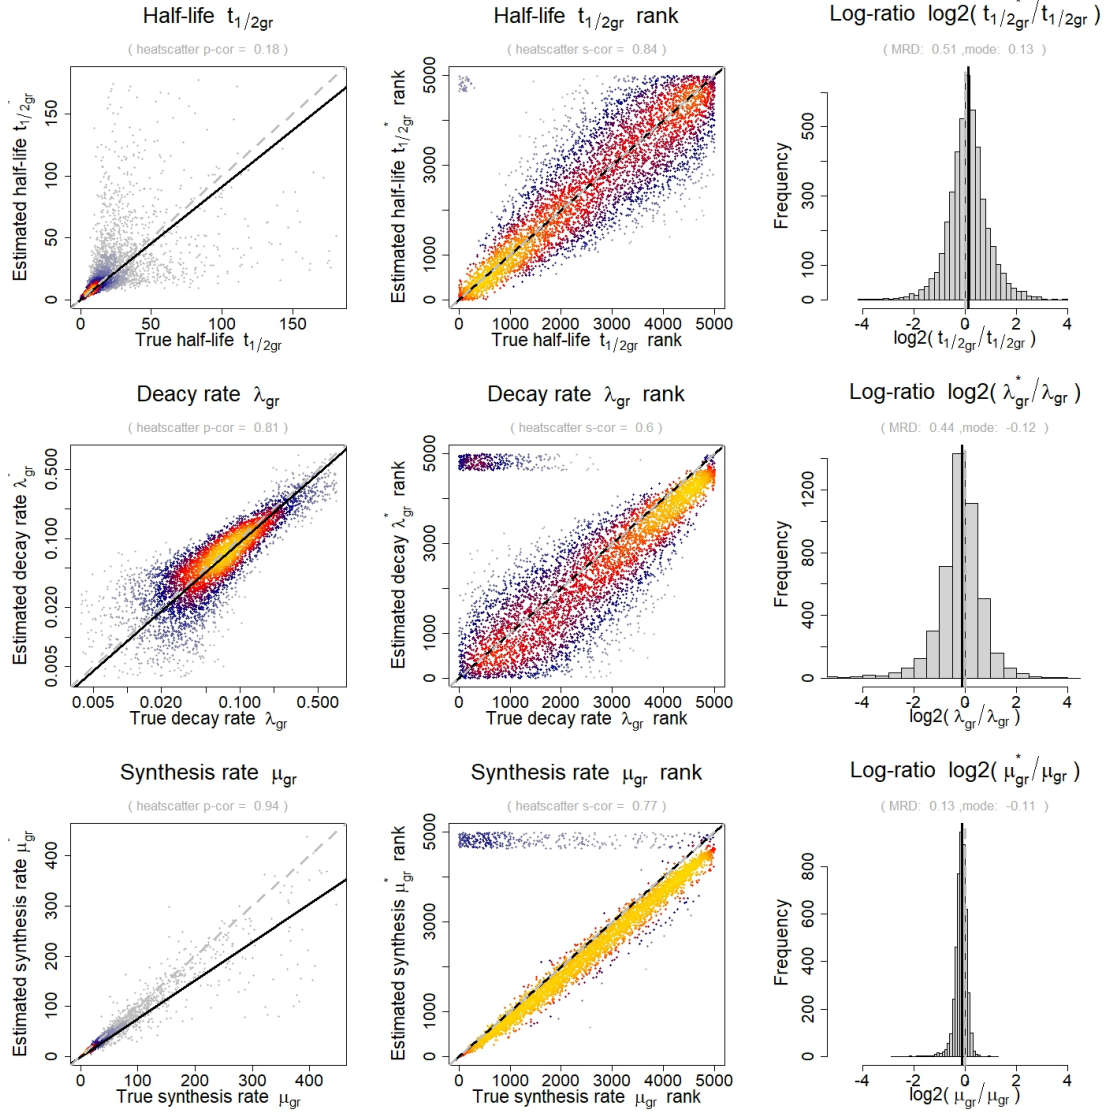 Half-life t1/2gr
( heatscatter p-cor = 0.18 )
Estimated half-life t*1/2gr
0 50 100 150
0 50 100 150
True half-life t1/2gr
Half-life t1/2gr rank
( heatscatter s-cor = 0.84 )
Estimated half-life t*1/2gr rank
0 1000 3000 5000
0 1000 2000 3000 4000 5000
True half-life t1/2gr rank
Log-ratio log2( t*1/2gr/t1/2gr )
( MRD: 0.51 ,mode: 0.13 )
Frequency
0 100 300 500
-4 -2 0 2 4
log2( t1/2gr/t1/2gr )
Deacy rate λgr
( heatscatter p-cor = 0.81 )
Estimated decay rate λ*gr
0.005 0.020 0.100 0.500
0.005 0.020 0.100 0.500
True decay rate λgr
Decay rate λgr rank
( heatscatter s-cor = 0.6 )
Estimated decay λ*gr rank
0 1000 3000 5000
0 1000 2000 3000 4000 5000
True decay rate λgr rank
Log-ratio log2( λ*gr/λgr )
( MRD: 0.44 ,mode: -0.12 )
Frequency
0 400 800 1200
-4 -2 0 2 4
log2( λgr/λgr )
Synthesis rate μgr
( heatscatter p-cor = 0.94 )
Estimated synthesis rate μ*gr
0 100 200 300 400
0 100 200 300 400
True synthesis rate μgr
Synthesis rate μgr rank
( heatscatter s-cor = 0.77 )
Estimated synthesis μ*gr rank
0 1000 3000 5000
0 1000 2000 3000 4000 5000
True synthesis rate μgr rank
Log-ratio log2( μ*gr/μgr )
( MRD: 0.13 ,mode: -0.11 )
Frequency
0 200 400 600 800
-4 -2 0 2 4
log2( μgr/μgr )